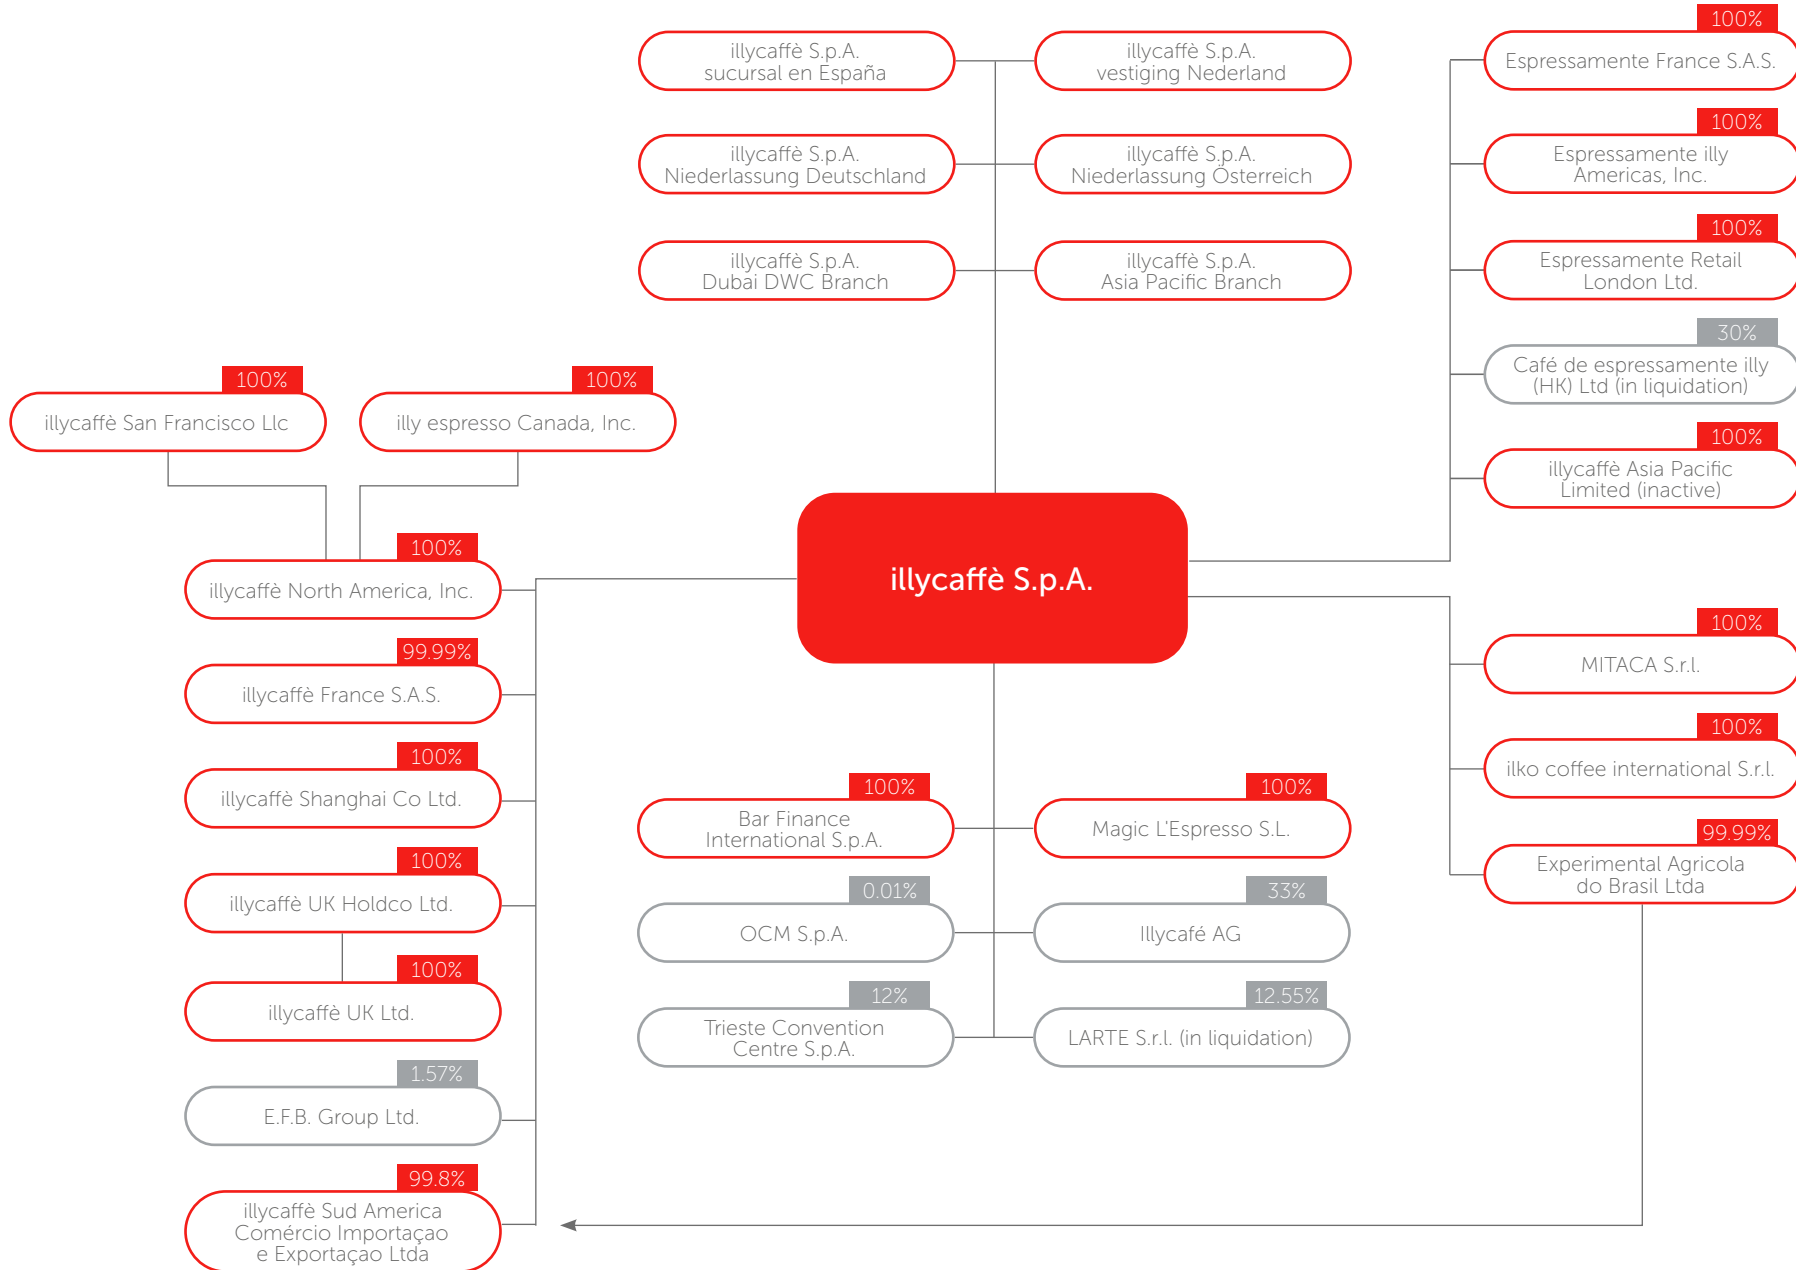 illycaffè S.p.A.
sucursal en España
illycaffè S.p.A.
vestiging Nederland
illycaffè S.p.A.
Niederlassung Deutschland
illycaffè S.p.A.
Niederlassung Österreich
illycaffè S.p.A.
Dubai DWC Branch
illycaffè S.p.A.
Asia Pacific Branch
100%
Espressamente France S.A.S.
100%
Espressamente illy
Americas, Inc.
100%
Espressamente Retail
London Ltd.
30%
Café de espressamente illy
(HK) Ltd (in liquidation)
100%
illycaffè Asia Pacific
Limited (inactive)
100%
illycaffè San Francisco Llc
100%
illy espresso Canada, Inc.
illycaffè S.p.A.
100%
illycaffè North America, Inc.
99.99%
illycaffè France S.A.S.
100%
illycaffè Shanghai Co Ltd.
100%
illycaffè UK Holdco Ltd.
100%
illycaffè UK Ltd.
1.57%
E.F.B. Group Ltd.
99.8%
illycaffè Sud America
Comércio Importaçao
e Exportaçao Ltda
100%
Bar Finance
International S.p.A.
100%
Magic L'Espresso S.L.
0.01%
OCM S.p.A.
33%
Illycafé AG
12%
Trieste Convention
Centre S.p.A.
12.55%
LARTE S.r.l. (in liquidation)
100%
MITACA S.r.l.
100%
ilko coffee international S.r.l.
99.99%
Experimental Agricola
do Brasil Ltda